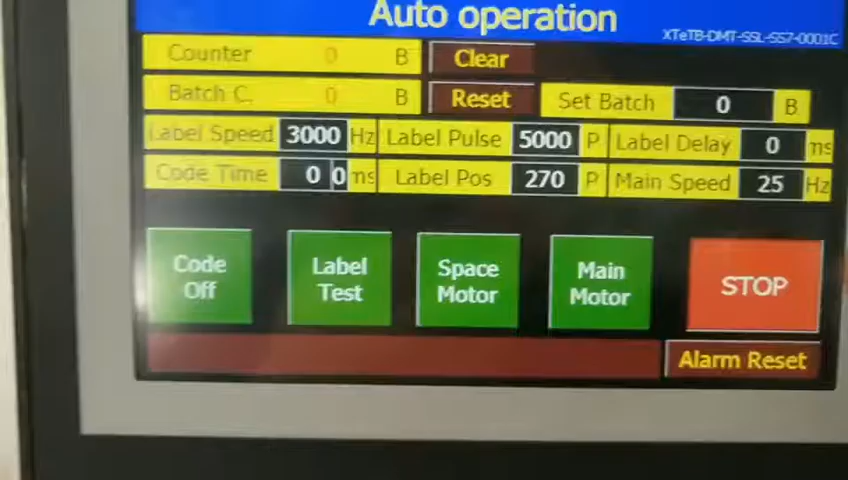 Auto operation
XTeTB-DMT-SSL-SS7-0001C
Counter 0 B Clear
Batch C. 0 B Reset Set Batch 0 B
Label Speed 3000 Hz Label Pulse 5000 P Label Delay 0 ms
Code Time 0 0 ms Label Pos 270 P Main Speed 25 Hz
Code Off
Label Test
Space Motor
Main Motor
STOP
Alarm Reset